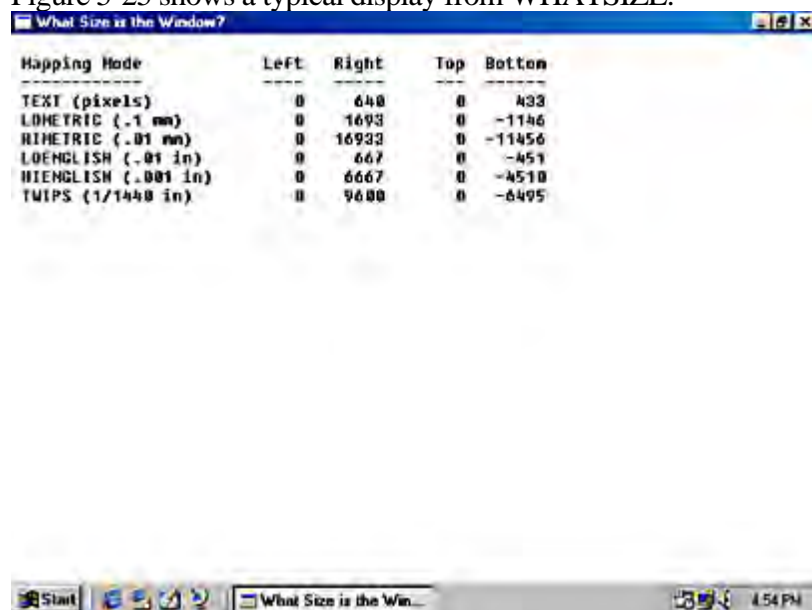 Figure 5-23 shows a typical display from WHATSIZE.
What Size is the Window?
Mapping Mode Left Right Top Bottom
------------ ---- ----- --- ------
TEXT (pixels) 0 640 0 433
LOMETRIC (.1 mm) 0 1693 0 -1146
HIMETRIC (.01 mm) 0 16933 0 -11456
LOENGLISH (.01 in) 0 667 0 -451
HIENGLISH (.001 in) 0 6667 0 -4510
TWIPS (1/1440 in) 0 9600 0 -6495
Start What Size is the Win... 4:54 PM